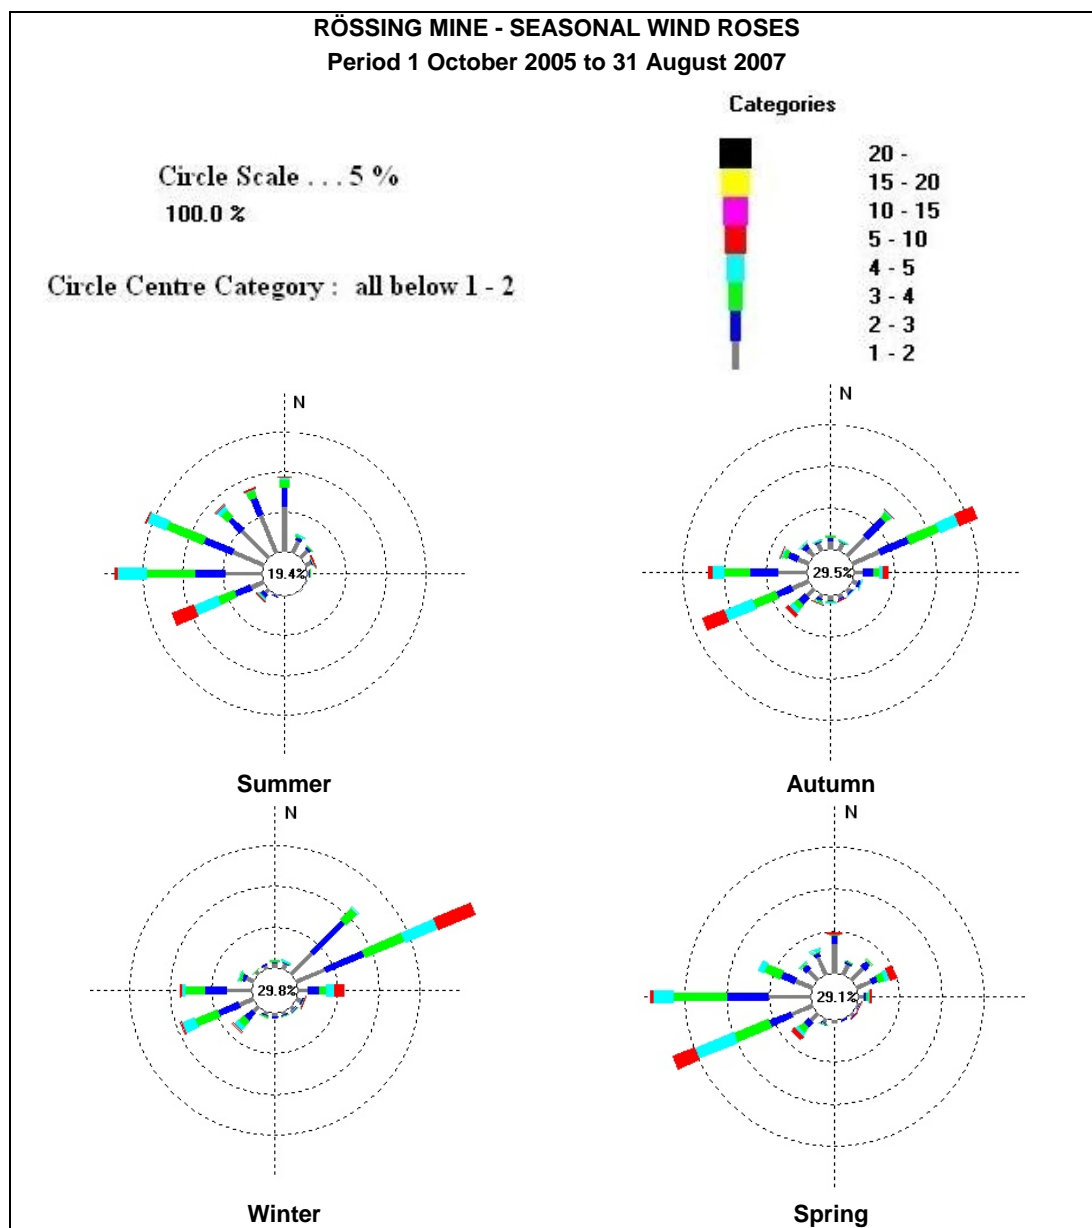 RÖSSING MINE - SEASONAL WIND ROSES
Period 1 October 2005 to 31 August 2007
Categories
Circle Scale . . . 5 %
100.0 %
Circle Centre Category : all below 1 - 2
20 -
15 - 20
10 - 15
5 - 10
4 - 5
3 - 4
2 - 3
1 - 2
N
19.4%
Summer
N
29.5%
Autumn
N
29.8%
Winter
N
29.1%
Spring